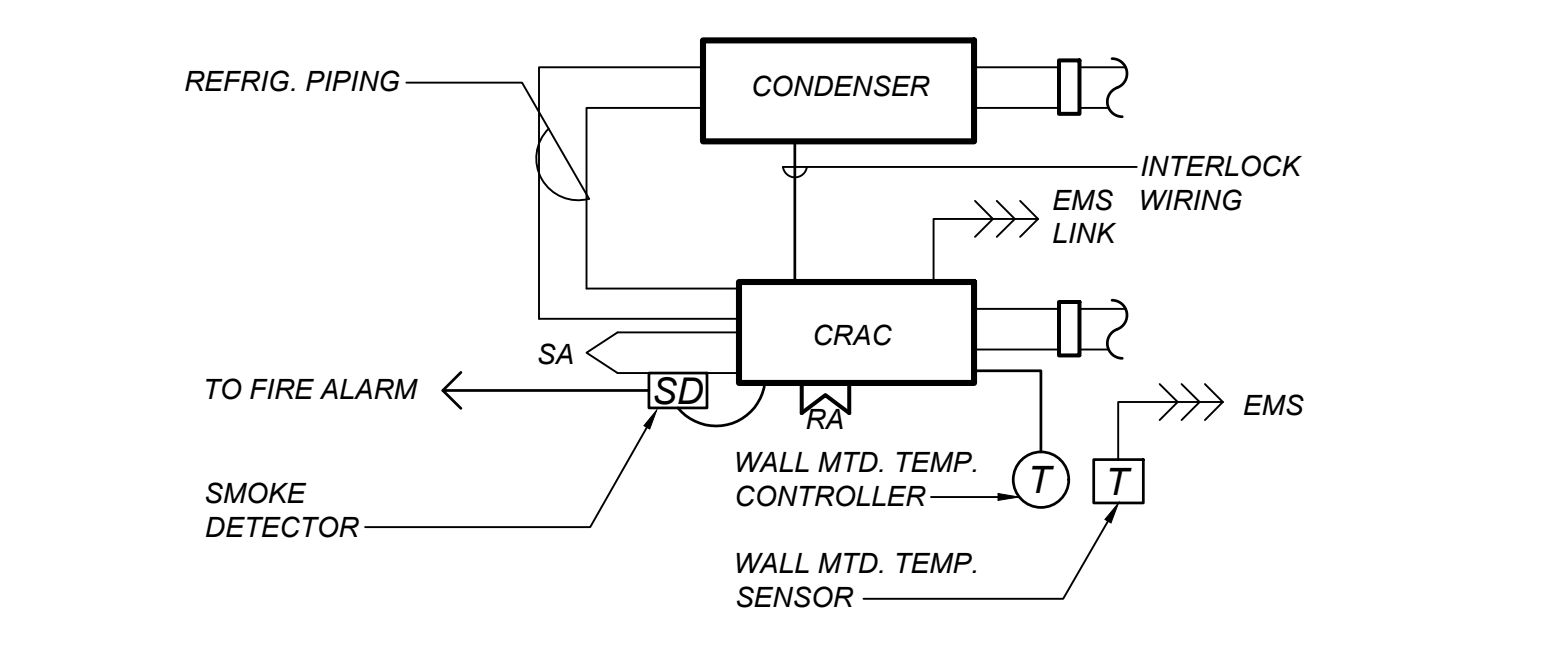 REFRIG. PIPING
CONDENSER
INTERLOCK
WIRING
EMS
LINK
CRAC
SA
TO FIRE ALARM
SD
RA
EMS
WALL MTD. TEMP.
CONTROLLER
T
T
SMOKE
DETECTOR
WALL MTD. TEMP.
SENSOR